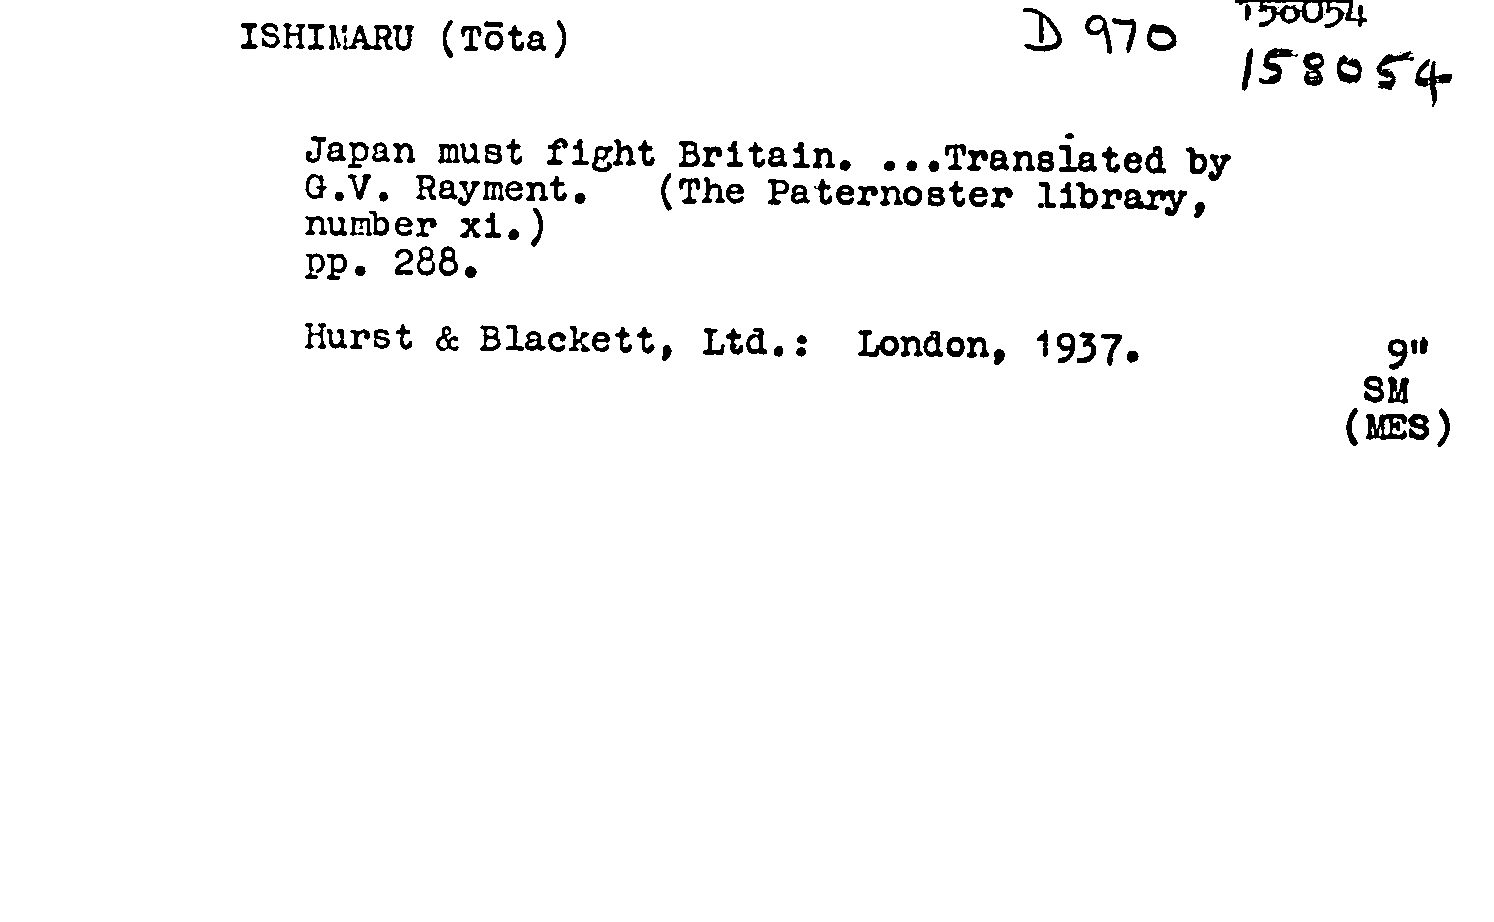 ISHIMARU (Tōta) D 970 158054
158054
Japan must fight Britain. ...Translated by
G.V. Rayment. (The Paternoster library,
number xi.)
pp. 288.
Hurst & Blackett, Ltd.: London, 1937.
9"
SM
(MES)